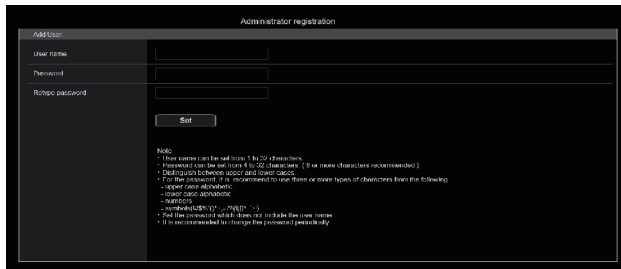 Administrator registration
Add User.
User name
Password
Retype password
Set
Note
* User name can be set from 1 to 32 characters.
* Password can be set from 4 to 32 characters. ( 8 or more characters recommended )
* Distinguish between upper and lower cases.
* For the password, it is recommend to use three or more types of characters from the following
- upper case alphabetic
- lower case alphabetic
- numbers
- symbols
* Set the password which does not include the user name
* It is recommended to change the password periodically